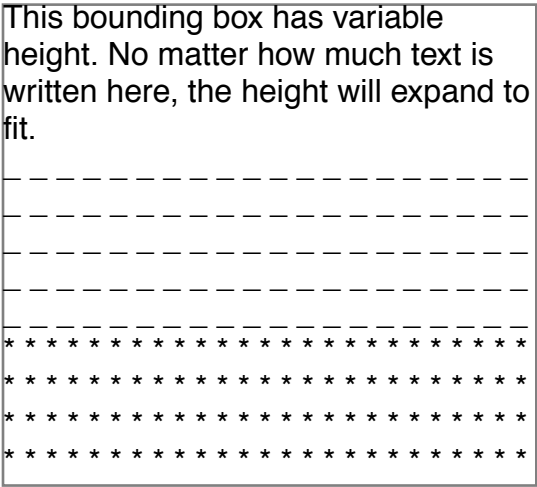 This bounding box has variable
height. No matter how much text is
written here, the height will expand to
fit.
_ _ _ _ _ _ _ _ _ _ _ _ _ _ _ _ _ _ _ _
_ _ _ _ _ _ _ _ _ _ _ _ _ _ _ _ _ _ _ _
_ _ _ _ _ _ _ _ _ _ _ _ _ _ _ _ _ _ _ _
_ _ _ _ _ _ _ _ _ _ _ _ _ _ _ _ _ _ _ _
_ _ _ _ _ _ _ _ _ _ _ _ _ _ _ _ _ _ _ _
* * * * * * * * * * * * * * * * * * * * * * * * *
* * * * * * * * * * * * * * * * * * * * * * * * *
* * * * * * * * * * * * * * * * * * * * * * * * *
* * * * * * * * * * * * * * * * * * * * * * * * *